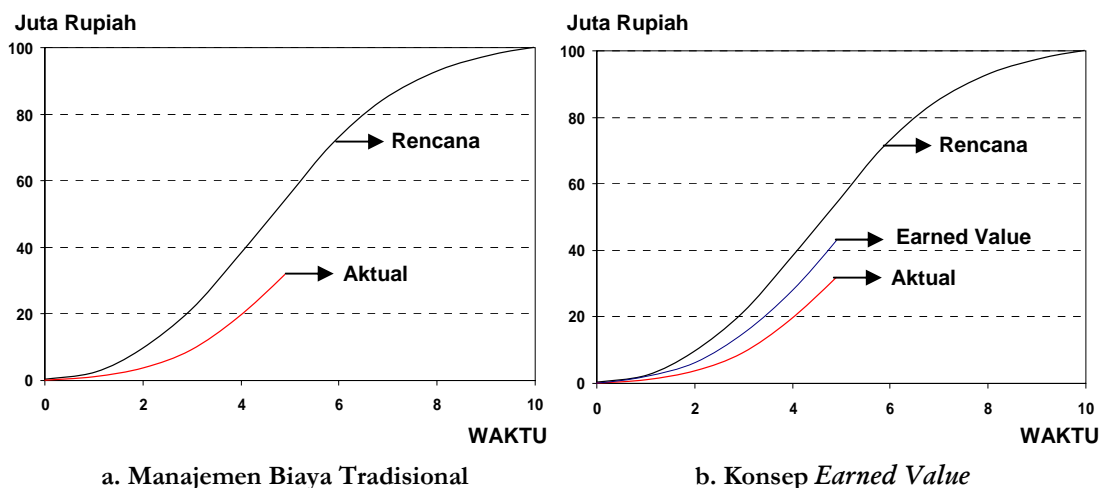 Juta Rupiah
100
80
60
40
20
0
Rencana
Aktual
0 2 4 6 8 10
WAKTU
a. Manajemen Biaya Tradisional
Juta Rupiah
100
80
60
40
20
0
Rencana
Earned Value
Aktual
0 2 4 6 8 10
WAKTU
b. Konsep Earned Value